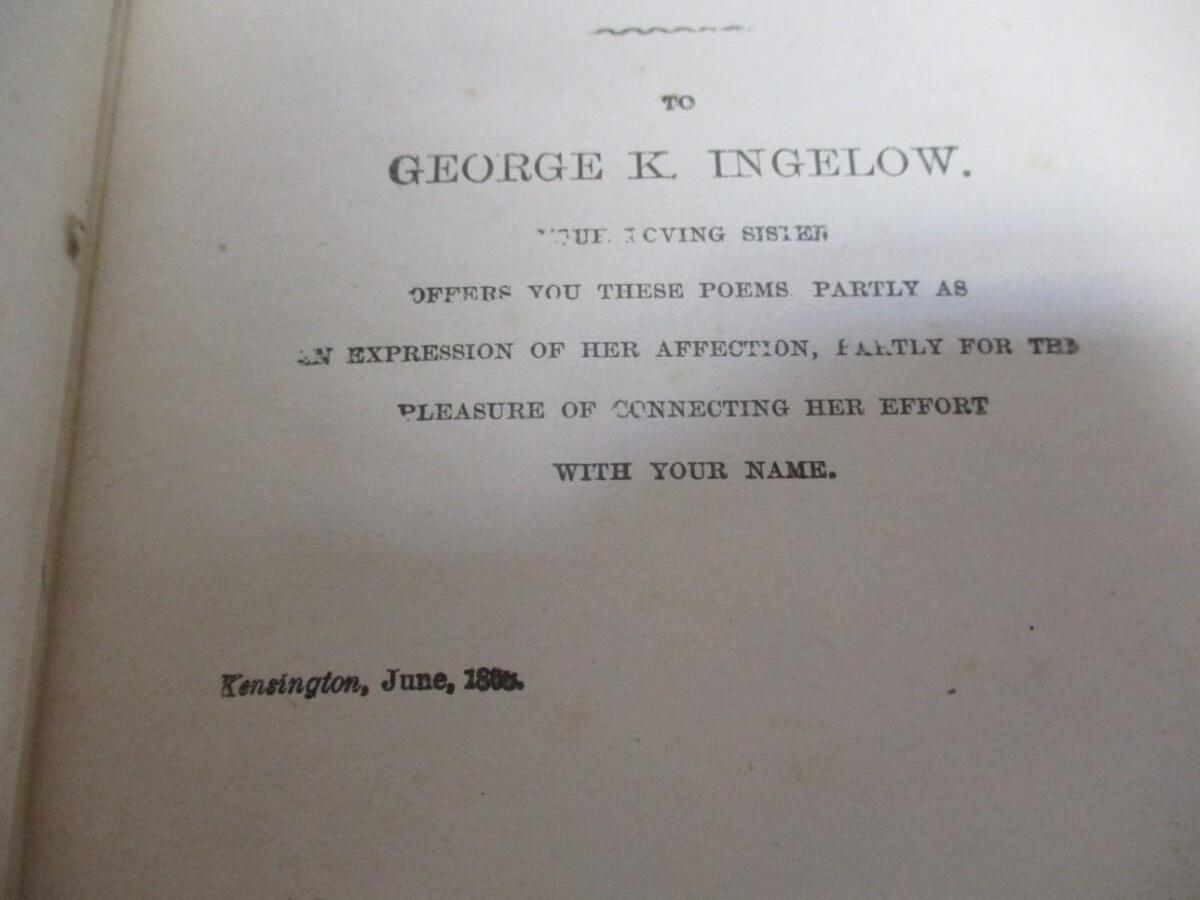 TO
GEORGE K. INGELOW.
YOUR LOVING SISTER
OFFERS YOU THESE POEMS PARTLY AS
AN EXPRESSION OF HER AFFECTION, PARTLY FOR THE
PLEASURE OF CONNECTING HER EFFORT
WITH YOUR NAME.
Kensington, June,